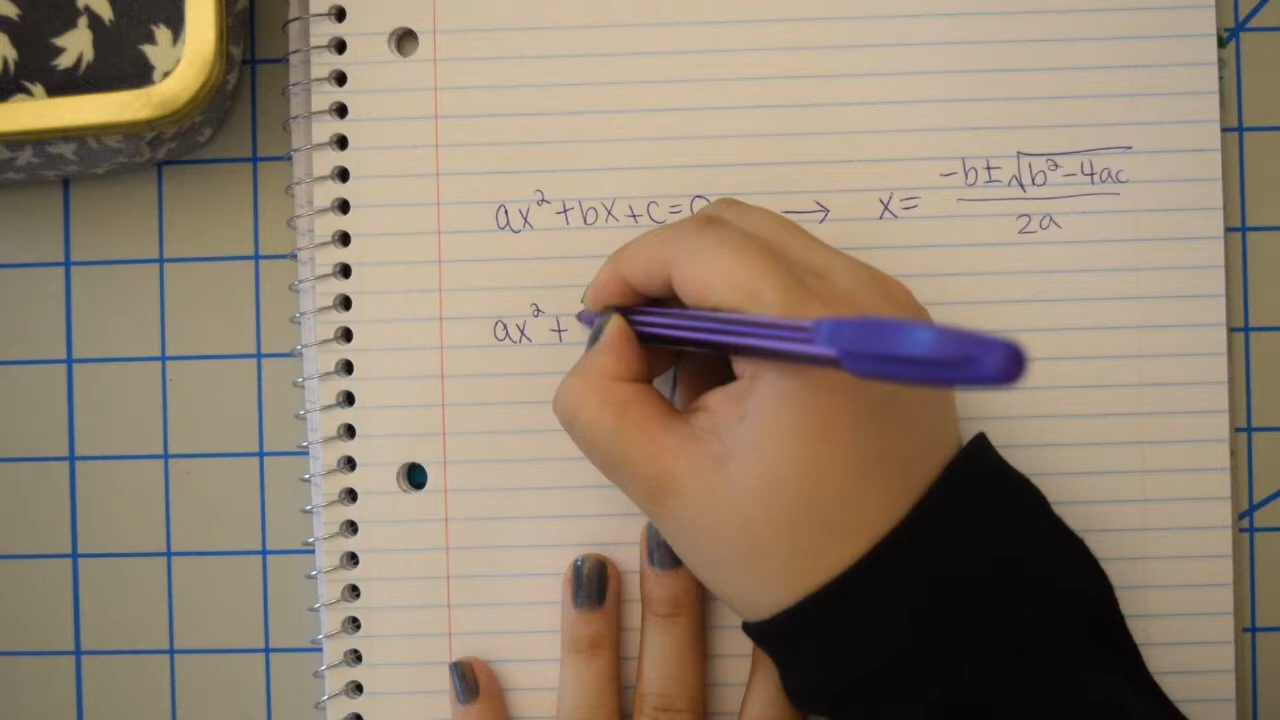 ax²+bx+c=0 → x= (-b±√(b²-4ac))/(2a)
ax²+